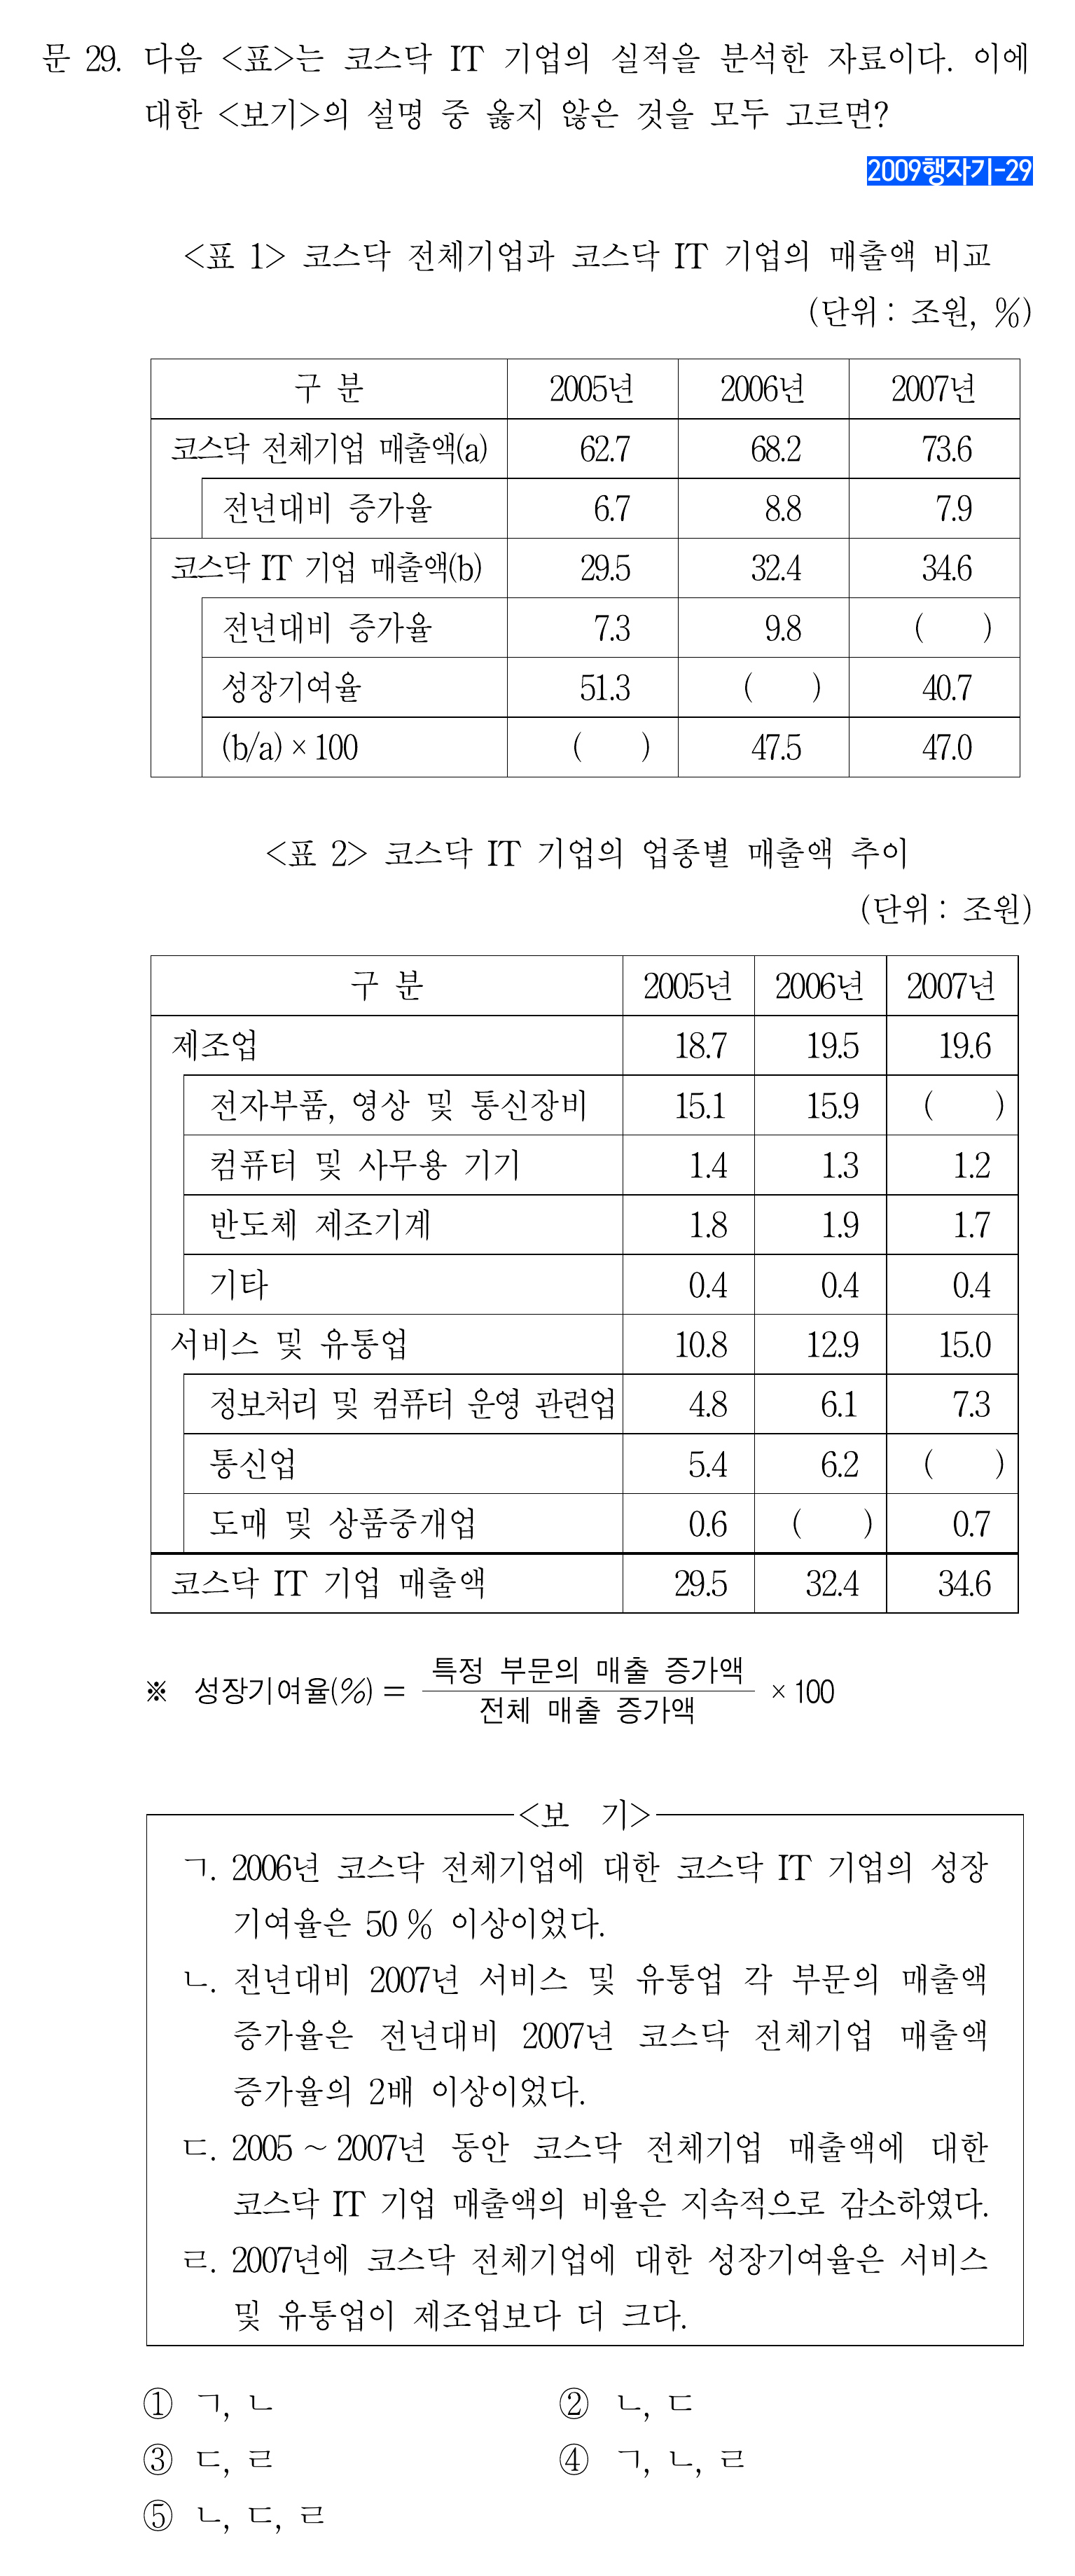 문 29. 다음 <표>는 코스닥 IT 기업의 실적을 분석한 자료이다. 이에
대한 <보기>의 설명 중 옳지 않은 것을 모두 고르면?
2009행자기-29
<표 1> 코스닥 전체기업과 코스닥 IT 기업의 매출액 비교
(단위 : 조원, %)
구 분 2005년 2006년 2007년
코스닥 전체기업 매출액(a) 62.7 68.2 73.6
전년대비 증가율 6.7 8.8 7.9
코스닥 IT 기업 매출액(b) 29.5 32.4 34.6
전년대비 증가율 7.3 9.8 ( )
성장기여율 51.3 ( ) 40.7
(b/a)×100 ( ) 47.5 47.0
<표 2> 코스닥 IT 기업의 업종별 매출액 추이
(단위 : 조원)
구 분 2005년 2006년 2007년
제조업 18.7 19.5 19.6
전자부품, 영상 및 통신장비 15.1 15.9 ( )
컴퓨터 및 사무용 기기 1.4 1.3 1.2
반도체 제조기계 1.8 1.9 1.7
기타 0.4 0.4 0.4
서비스 및 유통업 10.8 12.9 15.0
정보처리 및 컴퓨터 운영 관련업 4.8 6.1 7.3
통신업 5.4 6.2 ( )
도매 및 상품중개업 0.6 ( ) 0.7
코스닥 IT 기업 매출액 29.5 32.4 34.6
※ 성장기여율(%) = 특정 부문의 매출 증가액 / 전체 매출 증가액 ×100
<보 기>
ㄱ. 2006년 코스닥 전체기업에 대한 코스닥 IT 기업의 성장
기여율은 50 % 이상이었다.
ㄴ. 전년대비 2007년 서비스 및 유통업 각 부문의 매출액
증가율은 전년대비 2007년 코스닥 전체기업 매출액
증가율의 2배 이상이었다.
ㄷ. 2005 ~ 2007년 동안 코스닥 전체기업 매출액에 대한
코스닥 IT 기업 매출액의 비율은 지속적으로 감소하였다.
ㄹ. 2007년에 코스닥 전체기업에 대한 성장기여율은 서비스
및 유통업이 제조업보다 더 크다.
① ㄱ, ㄴ ② ㄴ, ㄷ
③ ㄷ, ㄹ ④ ㄱ, ㄴ, ㄹ
⑤ ㄴ, ㄷ, ㄹ